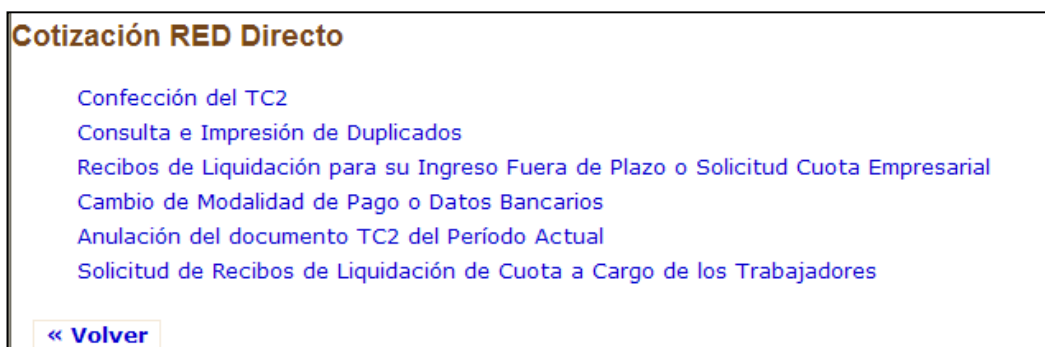 Cotización RED Directo
Confección del TC2
Consulta e Impresión de Duplicados
Recibos de Liquidación para su Ingreso Fuera de Plazo o Solicitud Cuota Empresarial
Cambio de Modalidad de Pago o Datos Bancarios
Anulación del documento TC2 del Período Actual
Solicitud de Recibos de Liquidación de Cuota a Cargo de los Trabajadores
« Volver